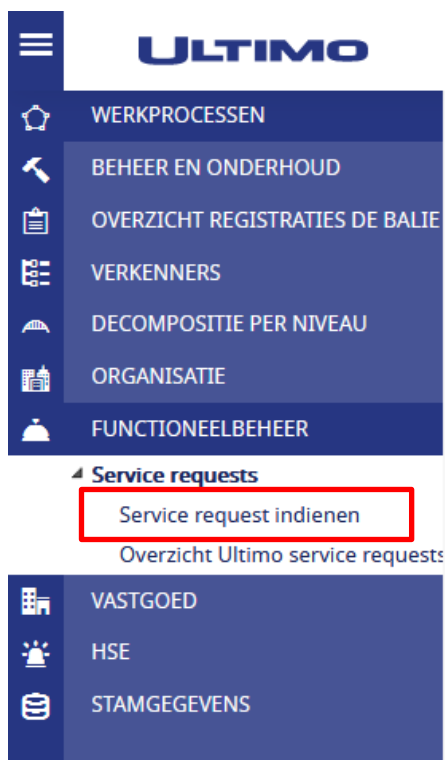 ULTIMO
WERKPROCESSEN
BEHEER EN ONDERHOUD
OVERZICHT REGISTRATIES DE BALIE
VERKENNERS
DECOMPOSITIE PER NIVEAU
ORGANISATIE
FUNCTIONEELBEHEER
Service requests
Service request indienen
Overzicht Ultimo service requests
VASTGOED
HSE
STAMGEGEVENS